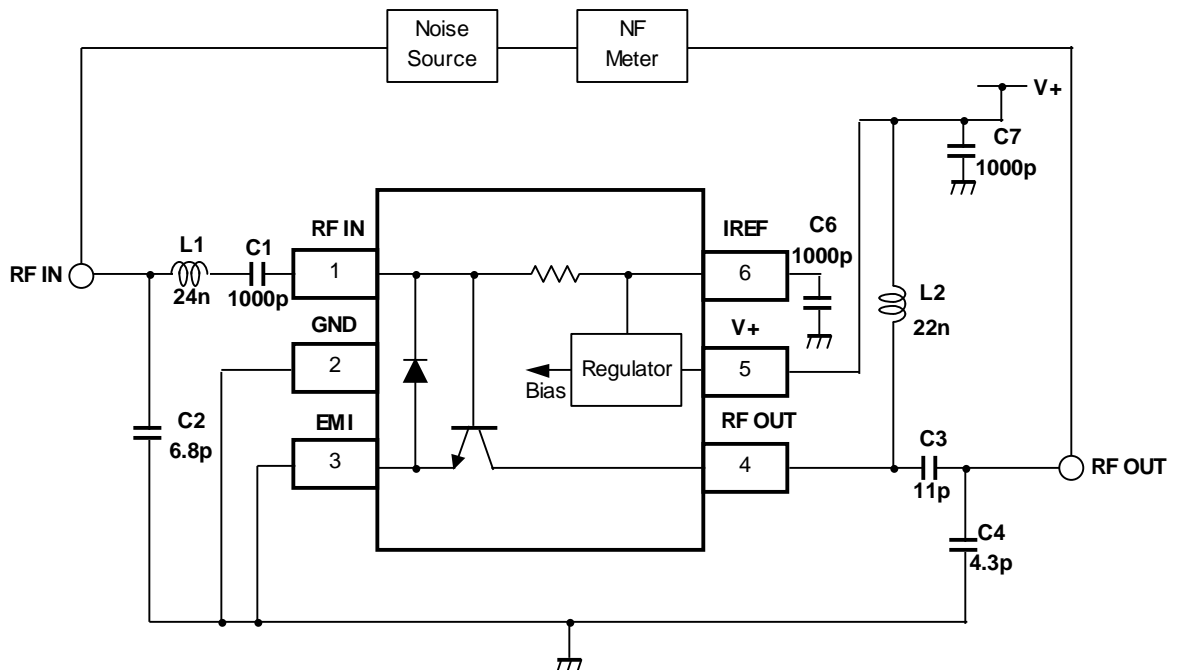 Noise
Source
NF
Meter
V+
C7
1000p
RF IN
IREF
C6
1000p
L1
C1
RF IN
24n
1000p
1
6
GND
V+
L2
22n
2
Regulator
5
Bias
C2
6.8p
EMI
RF OUT
3
4
C3
11p
RF OUT
C4
4.3p